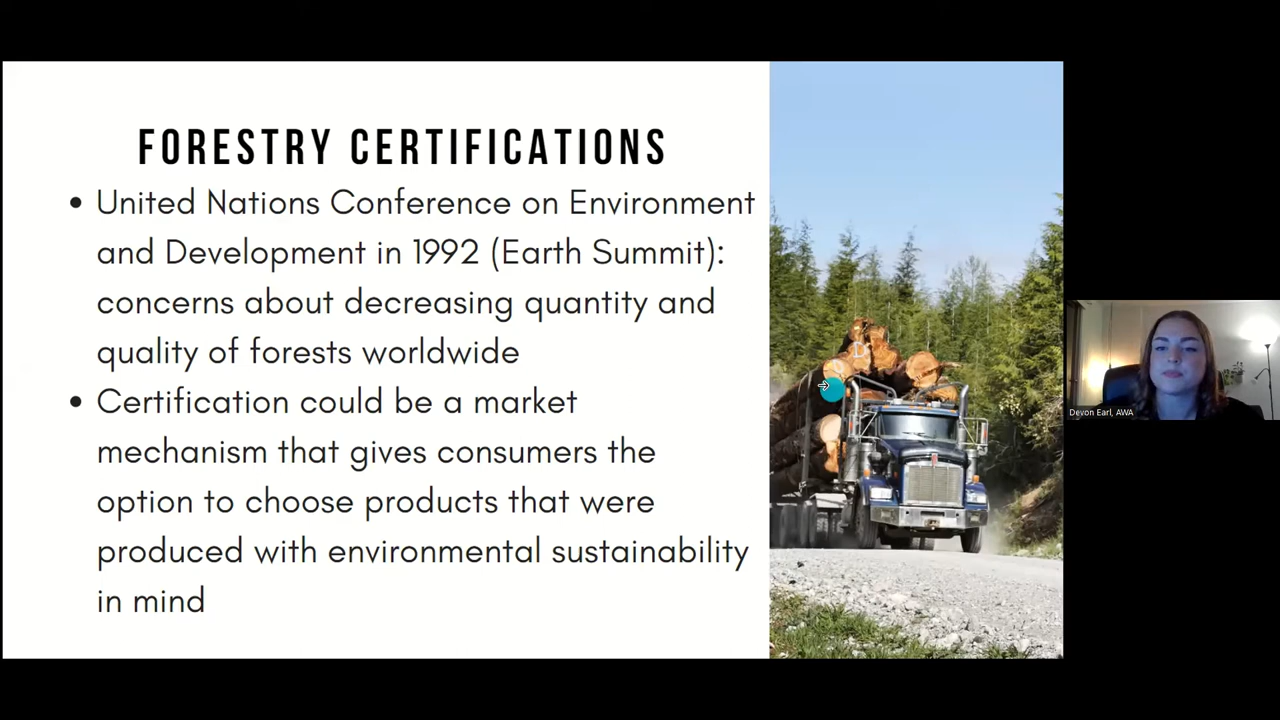 FORESTRY CERTIFICATIONS
• United Nations Conference on Environment
and Development in 1992 (Earth Summit):
concerns about decreasing quantity and
quality of forests worldwide
• Certification could be a market
mechanism that gives consumers the
option to choose products that were
produced with environmental sustainability
in mind
D
Devon Earl, AWA